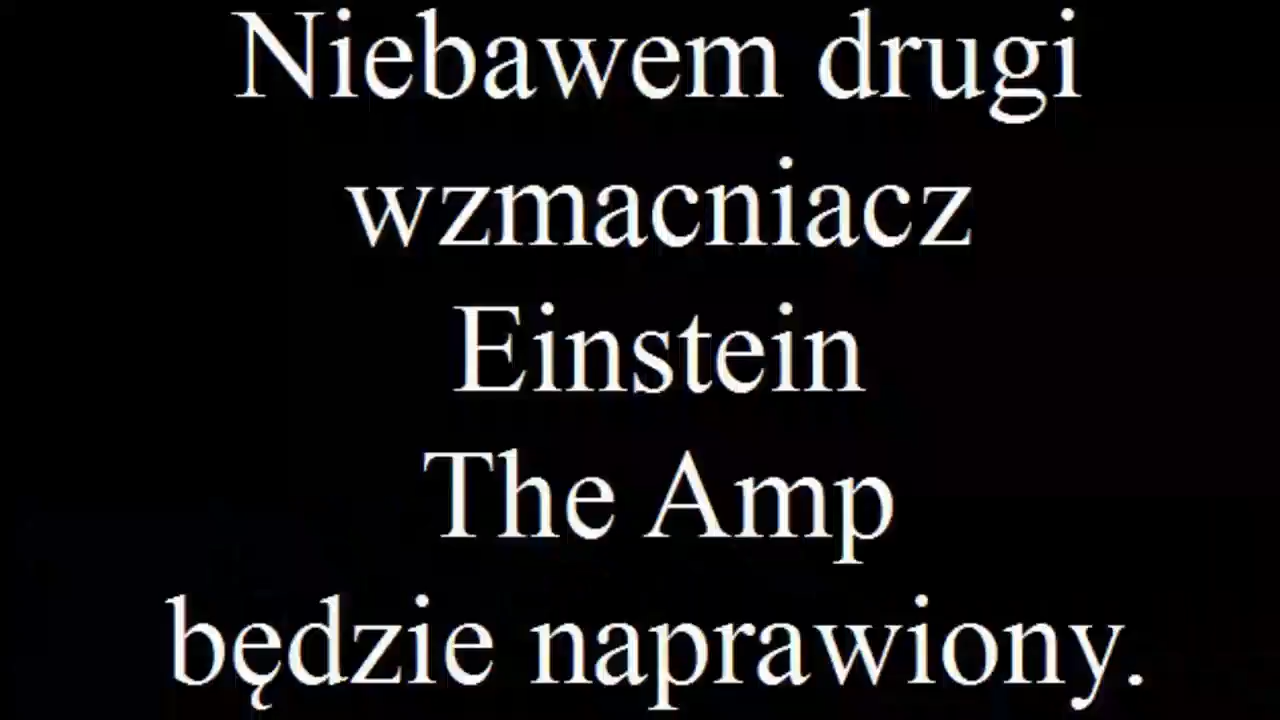 Niebawem drugi
wzmacniacz
Einstein
The Amp
będzie naprawiony.